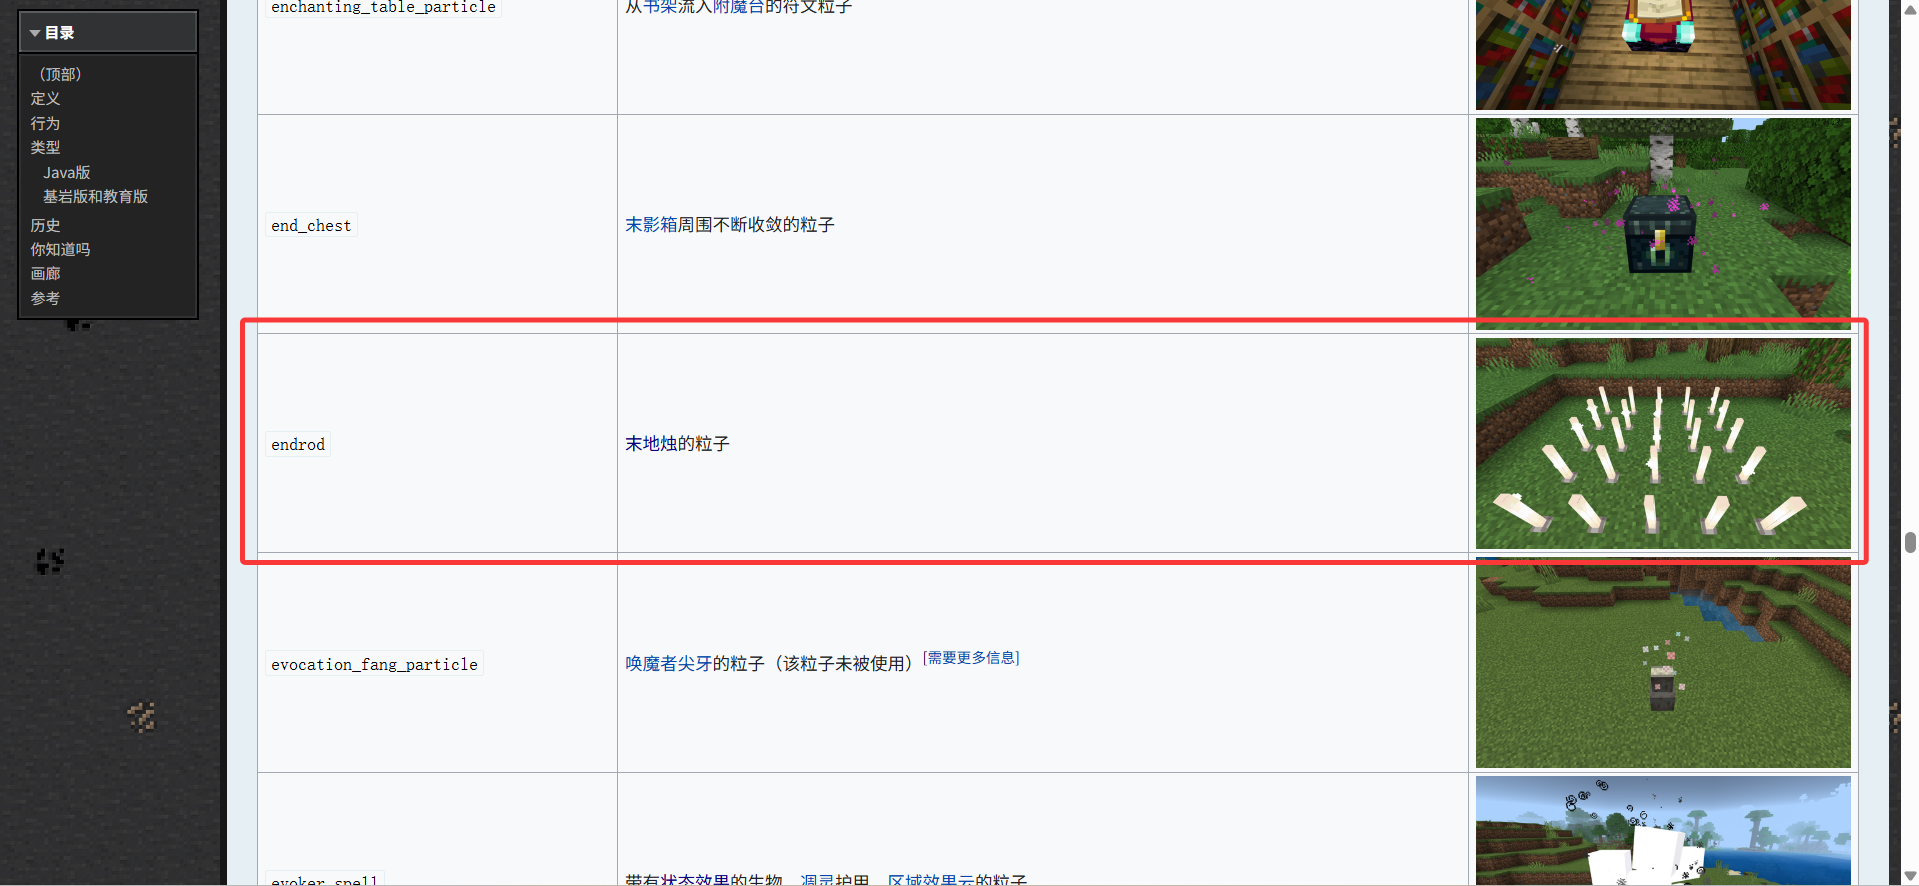 目录
（顶部）
定义
行为
类型
Java版
基岩版和教育版
历史
你知道吗
画廊
参考
enchanting_table_particle
从书架流入附魔台的符文粒子
end_chest
末影箱周围不断收敛的粒子
endrod
末地烛的粒子
evocation_fang_particle
唤魔者尖牙的粒子（该粒子未被使用）[需要更多信息]
evoker_spell
带有状态效果的生物、凋灵护甲、区域效果云的粒子